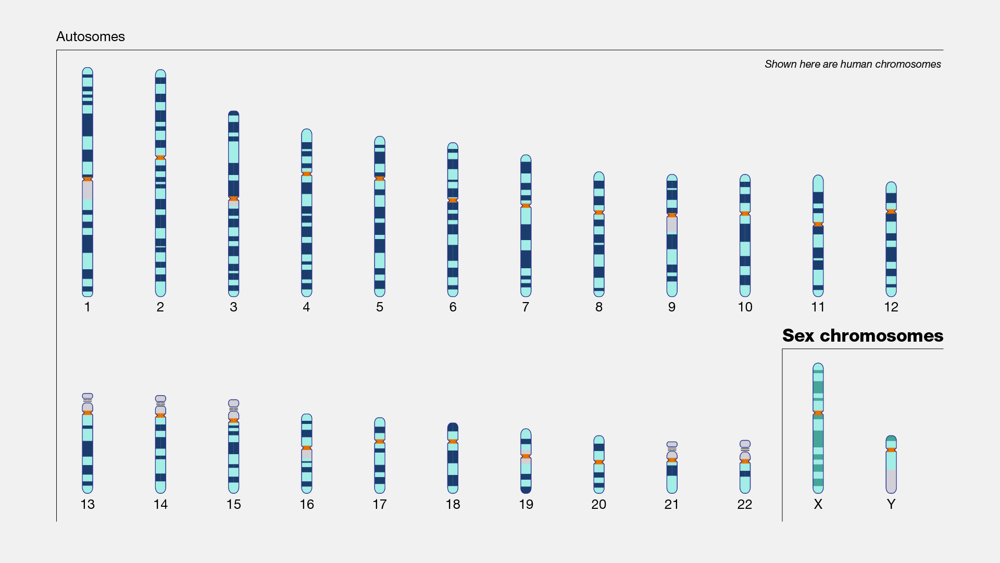 Autosomes
Shown here are human chromosomes
1 2 3 4 5 6 7 8 9 10 11 12
Sex chromosomes
13 14 15 16 17 18 19 20 21 22 X Y